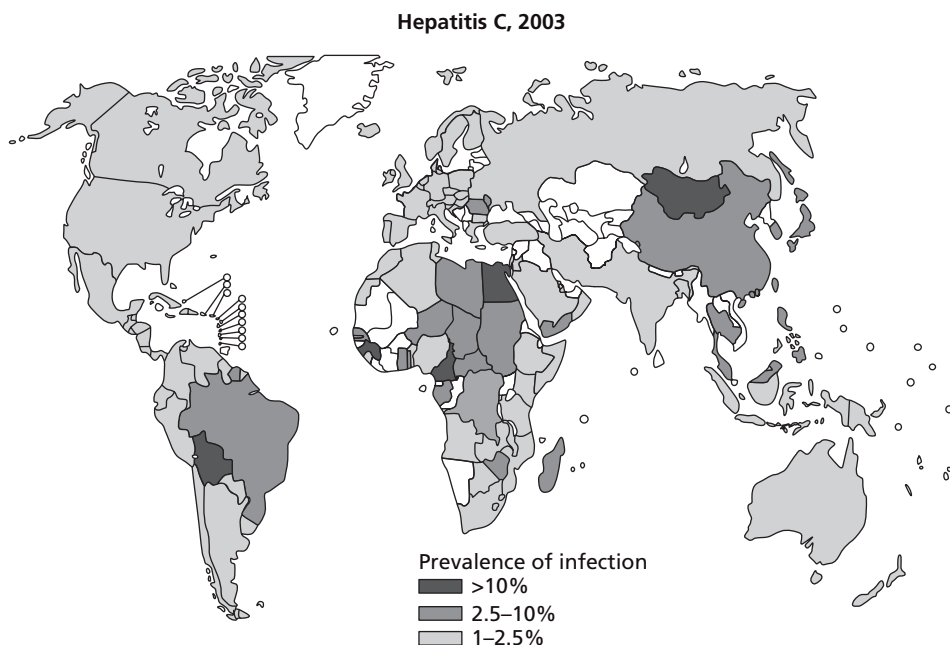 Hepatitis C, 2003
Prevalence of infection
>10%
2.5–10%
1–2.5%